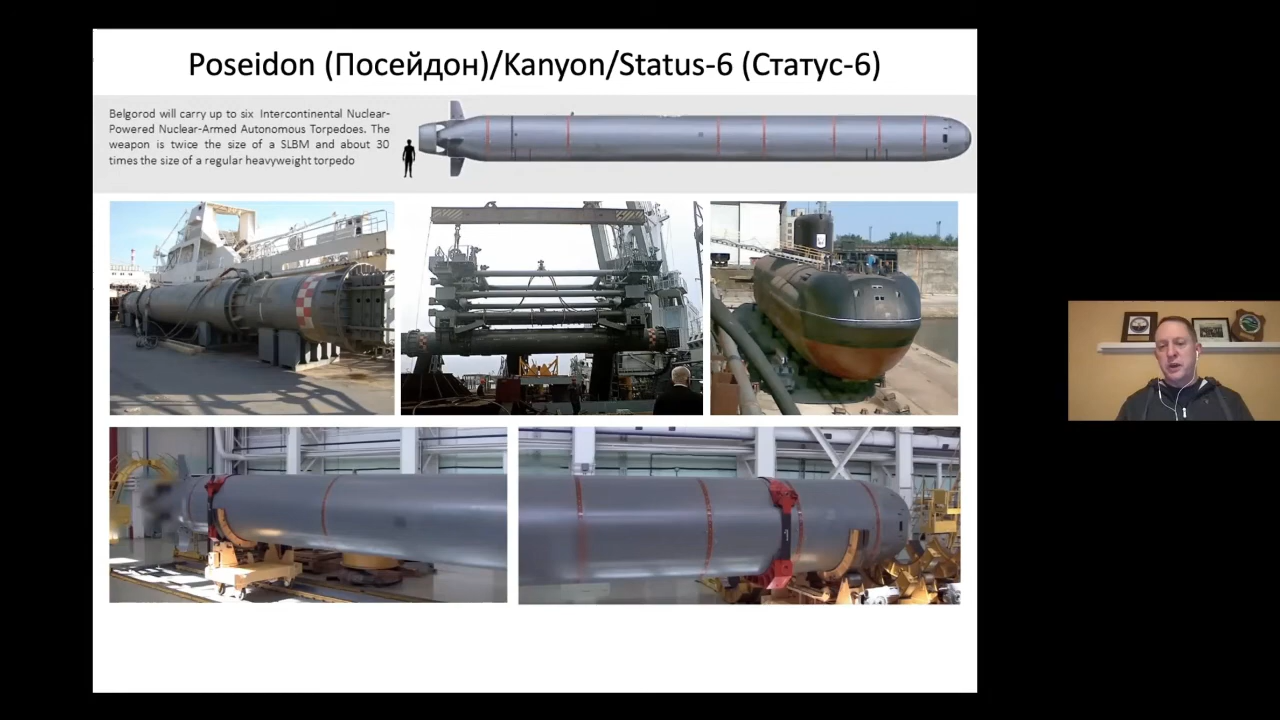 Poseidon (Посейдон)/Kanyon/Status-6 (Статус-6)
Belgorod will carry up to six Intercontinental Nuclear-
Powered Nuclear-Armed Autonomous Torpedoes. The
weapon is twice the size of a SLBM and about 30
times the size of a regular heavyweight torpedo